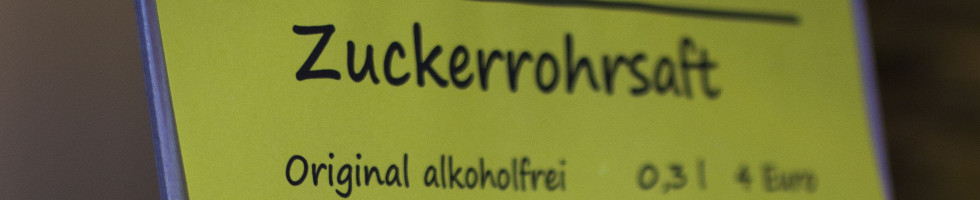 Zuckerrohrsaft
Original alkoholfrei 0,3 l 4 Euro